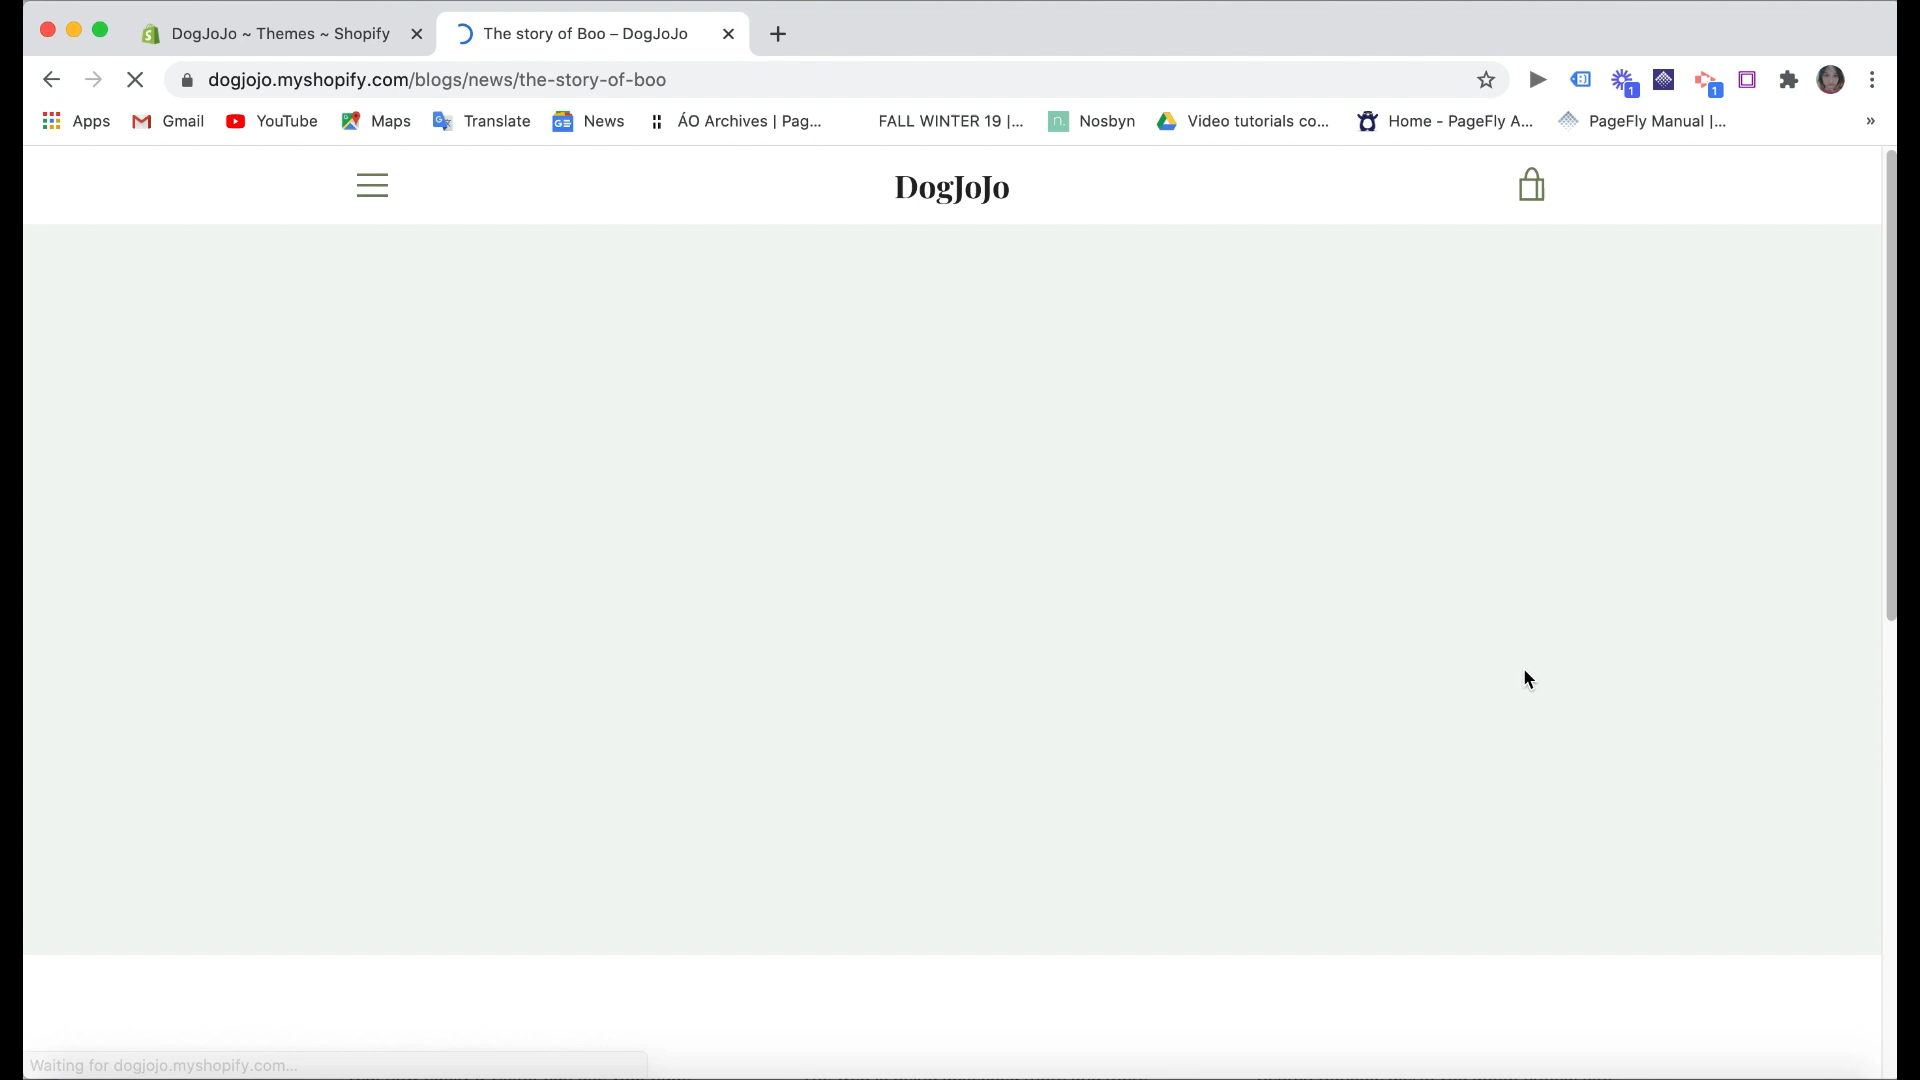 DogJoJo ~ Themes ~ Shopify
The story of Boo – DogJoJo
dogjojo.myshopify.com/blogs/news/the-story-of-boo
1
1
Apps Gmail YouTube Maps Translate News ÁO Archives | Pag... FALL WINTER 19 |... n. Nosbyn Video tutorials co... Home - PageFly A... PageFly Manual |... »
DogJoJo
Waiting for dogjojo.myshopify.com...